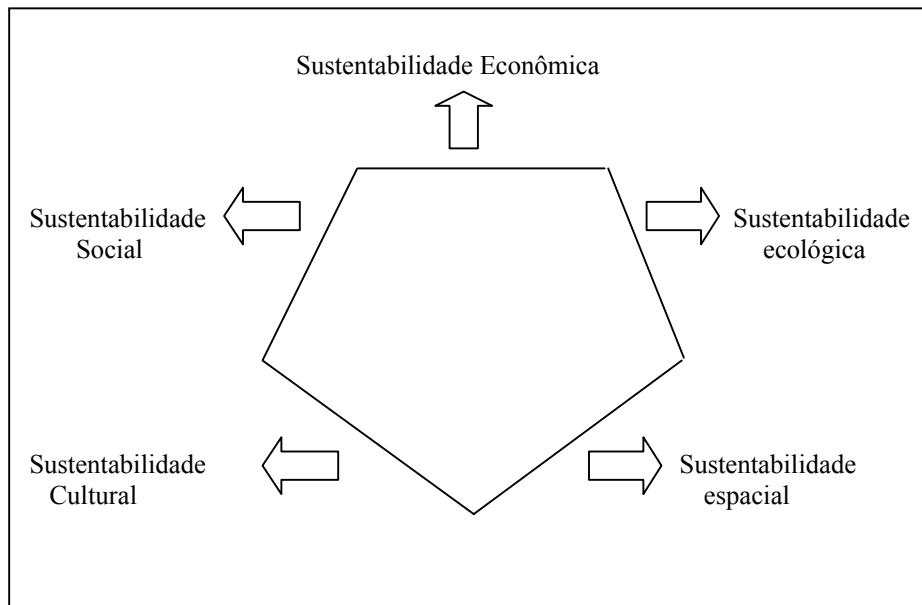 Sustentabilidade Econômica
Sustentabilidade
Social
Sustentabilidade
ecológica
Sustentabilidade
Cultural
Sustentabilidade
espacial